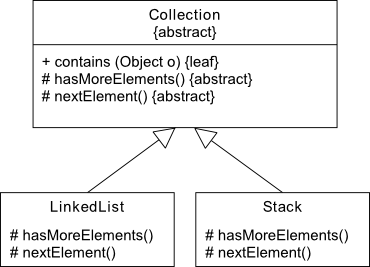 Collection
{abstract}
+ contains (Object o) {leaf}
# hasMoreElements() {abstract}
# nextElement() {abstract}
LinkedList
# hasMoreElements()
# nextElement()
Stack
# hasMoreElements()
# nextElement()